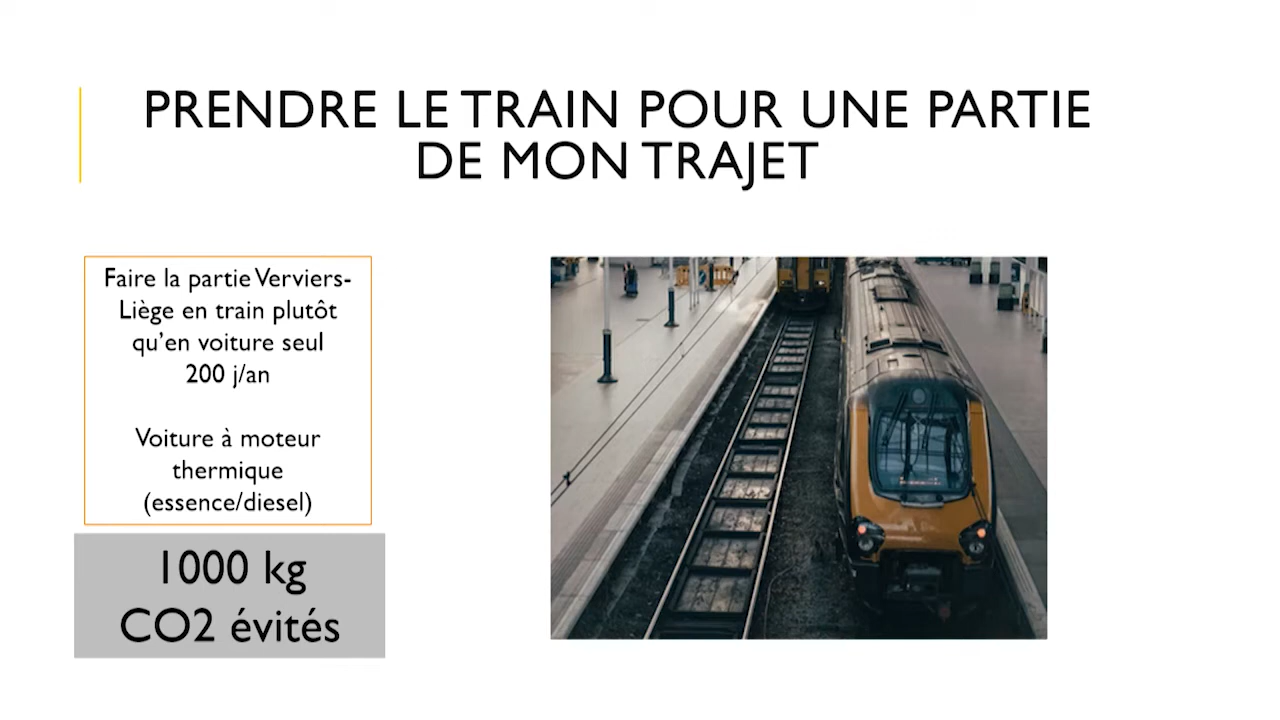 PRENDRE LE TRAIN POUR UNE PARTIE
DE MON TRAJET
Faire la partie Verviers-
Liège en train plutôt
qu’en voiture seul
200 j/an
Voiture à moteur
thermique
(essence/diesel)
1000 kg
CO2 évités